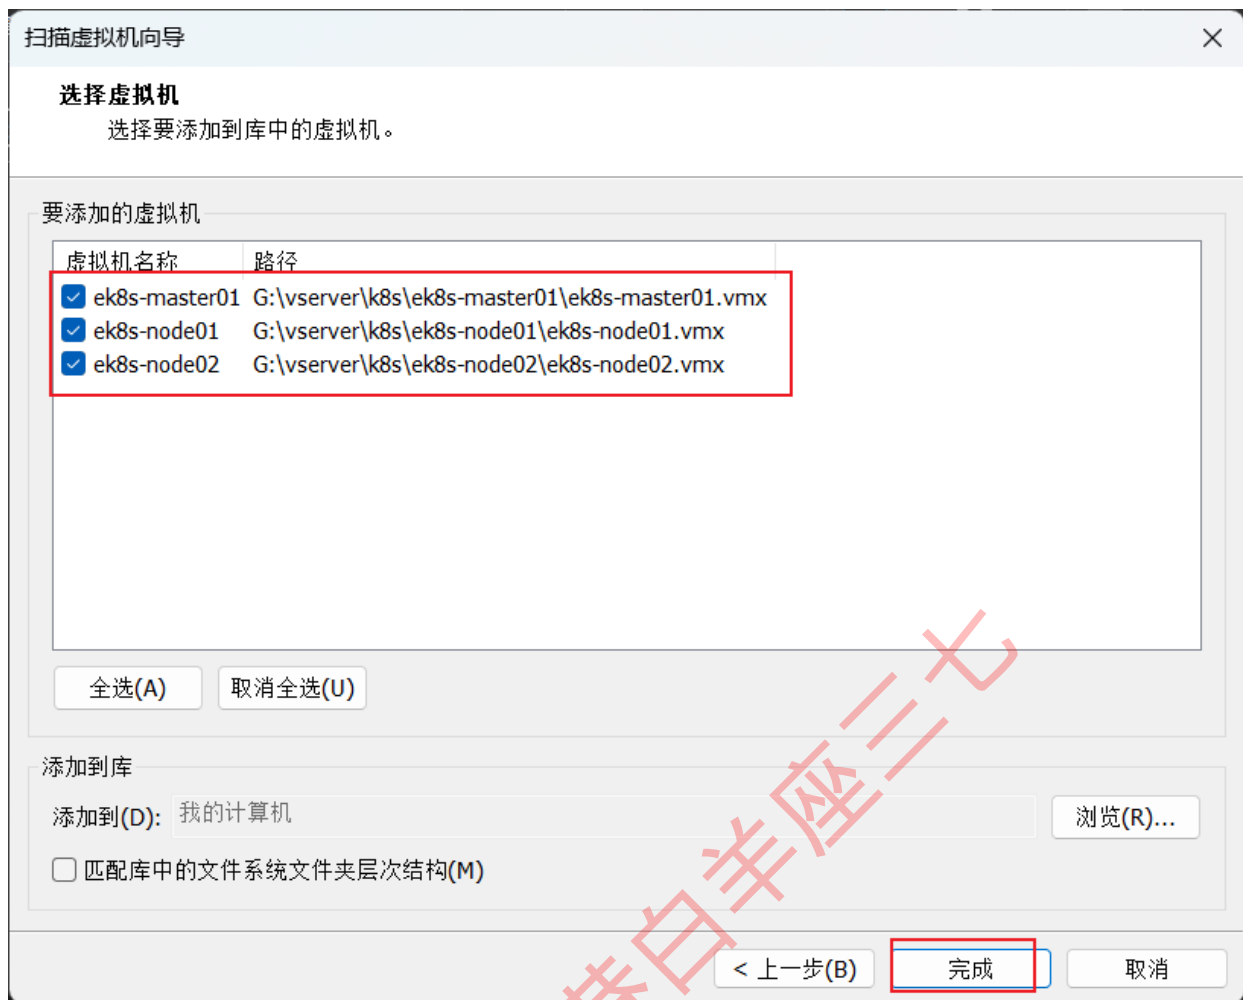 扫描虚拟机向导
选择虚拟机
选择要添加到库中的虚拟机。
要添加的虚拟机
虚拟机名称 路径
ek8s-master01 G:\vserver\k8s\ek8s-master01\ek8s-master01.vmx
ek8s-node01 G:\vserver\k8s\ek8s-node01\ek8s-node01.vmx
ek8s-node02 G:\vserver\k8s\ek8s-node02\ek8s-node02.vmx
全选(A) 取消全选(U)
添加到库
添加到(D): 我的计算机 浏览(R)...
匹配库中的文件系统文件夹层次结构(M)
< 上一步(B) 完成 取消
白羊座三七